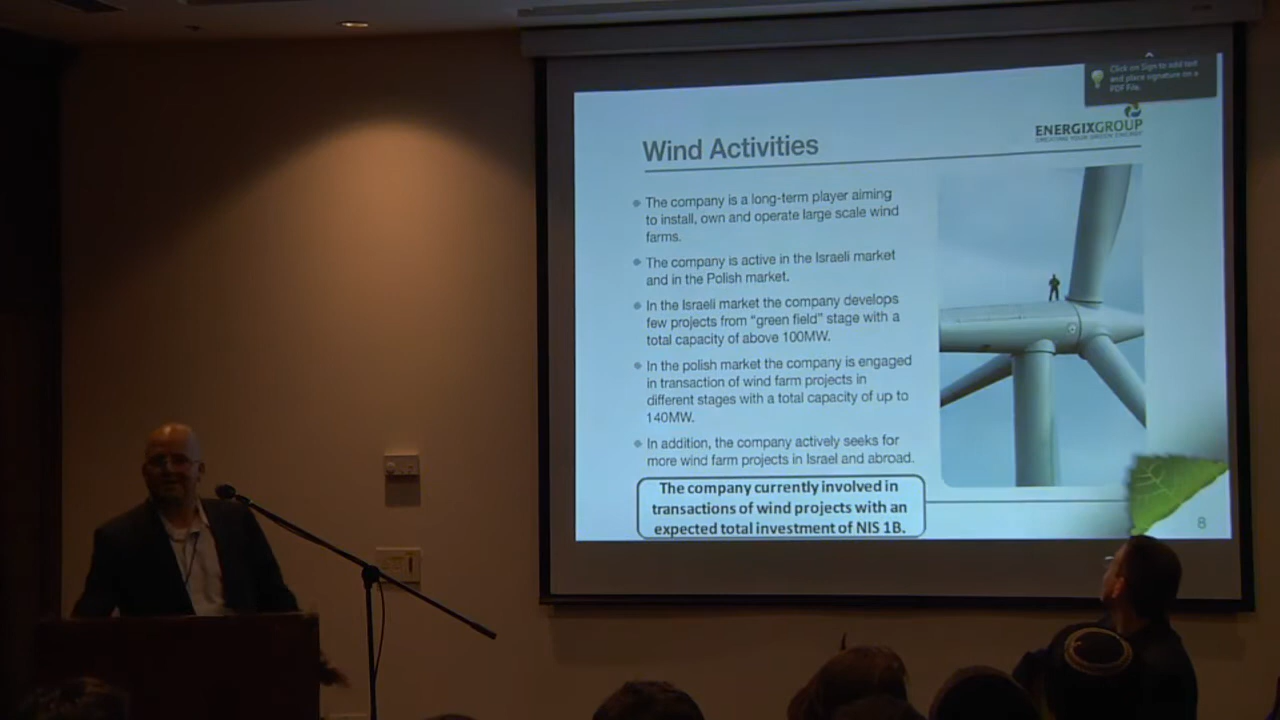 Click on Sign to add text
and place signature on a
PDF File.
ENERGIXGROUP
Wind Activities
The company is a long-term player aiming
to install, own and operate large scale wind
farms.
The company is active in the Israeli market
and in the Polish market.
In the Israeli market the company develops
few projects from “green field” stage with a
total capacity of above 100MW.
In the polish market the company is engaged
in transaction of wind farm projects in
different stages with a total capacity of up to
140MW.
In addition, the company actively seeks for
more wind farm projects in Israel and abroad.
The company currently involved in
transactions of wind projects with an
expected total investment of NIS 1B.
8